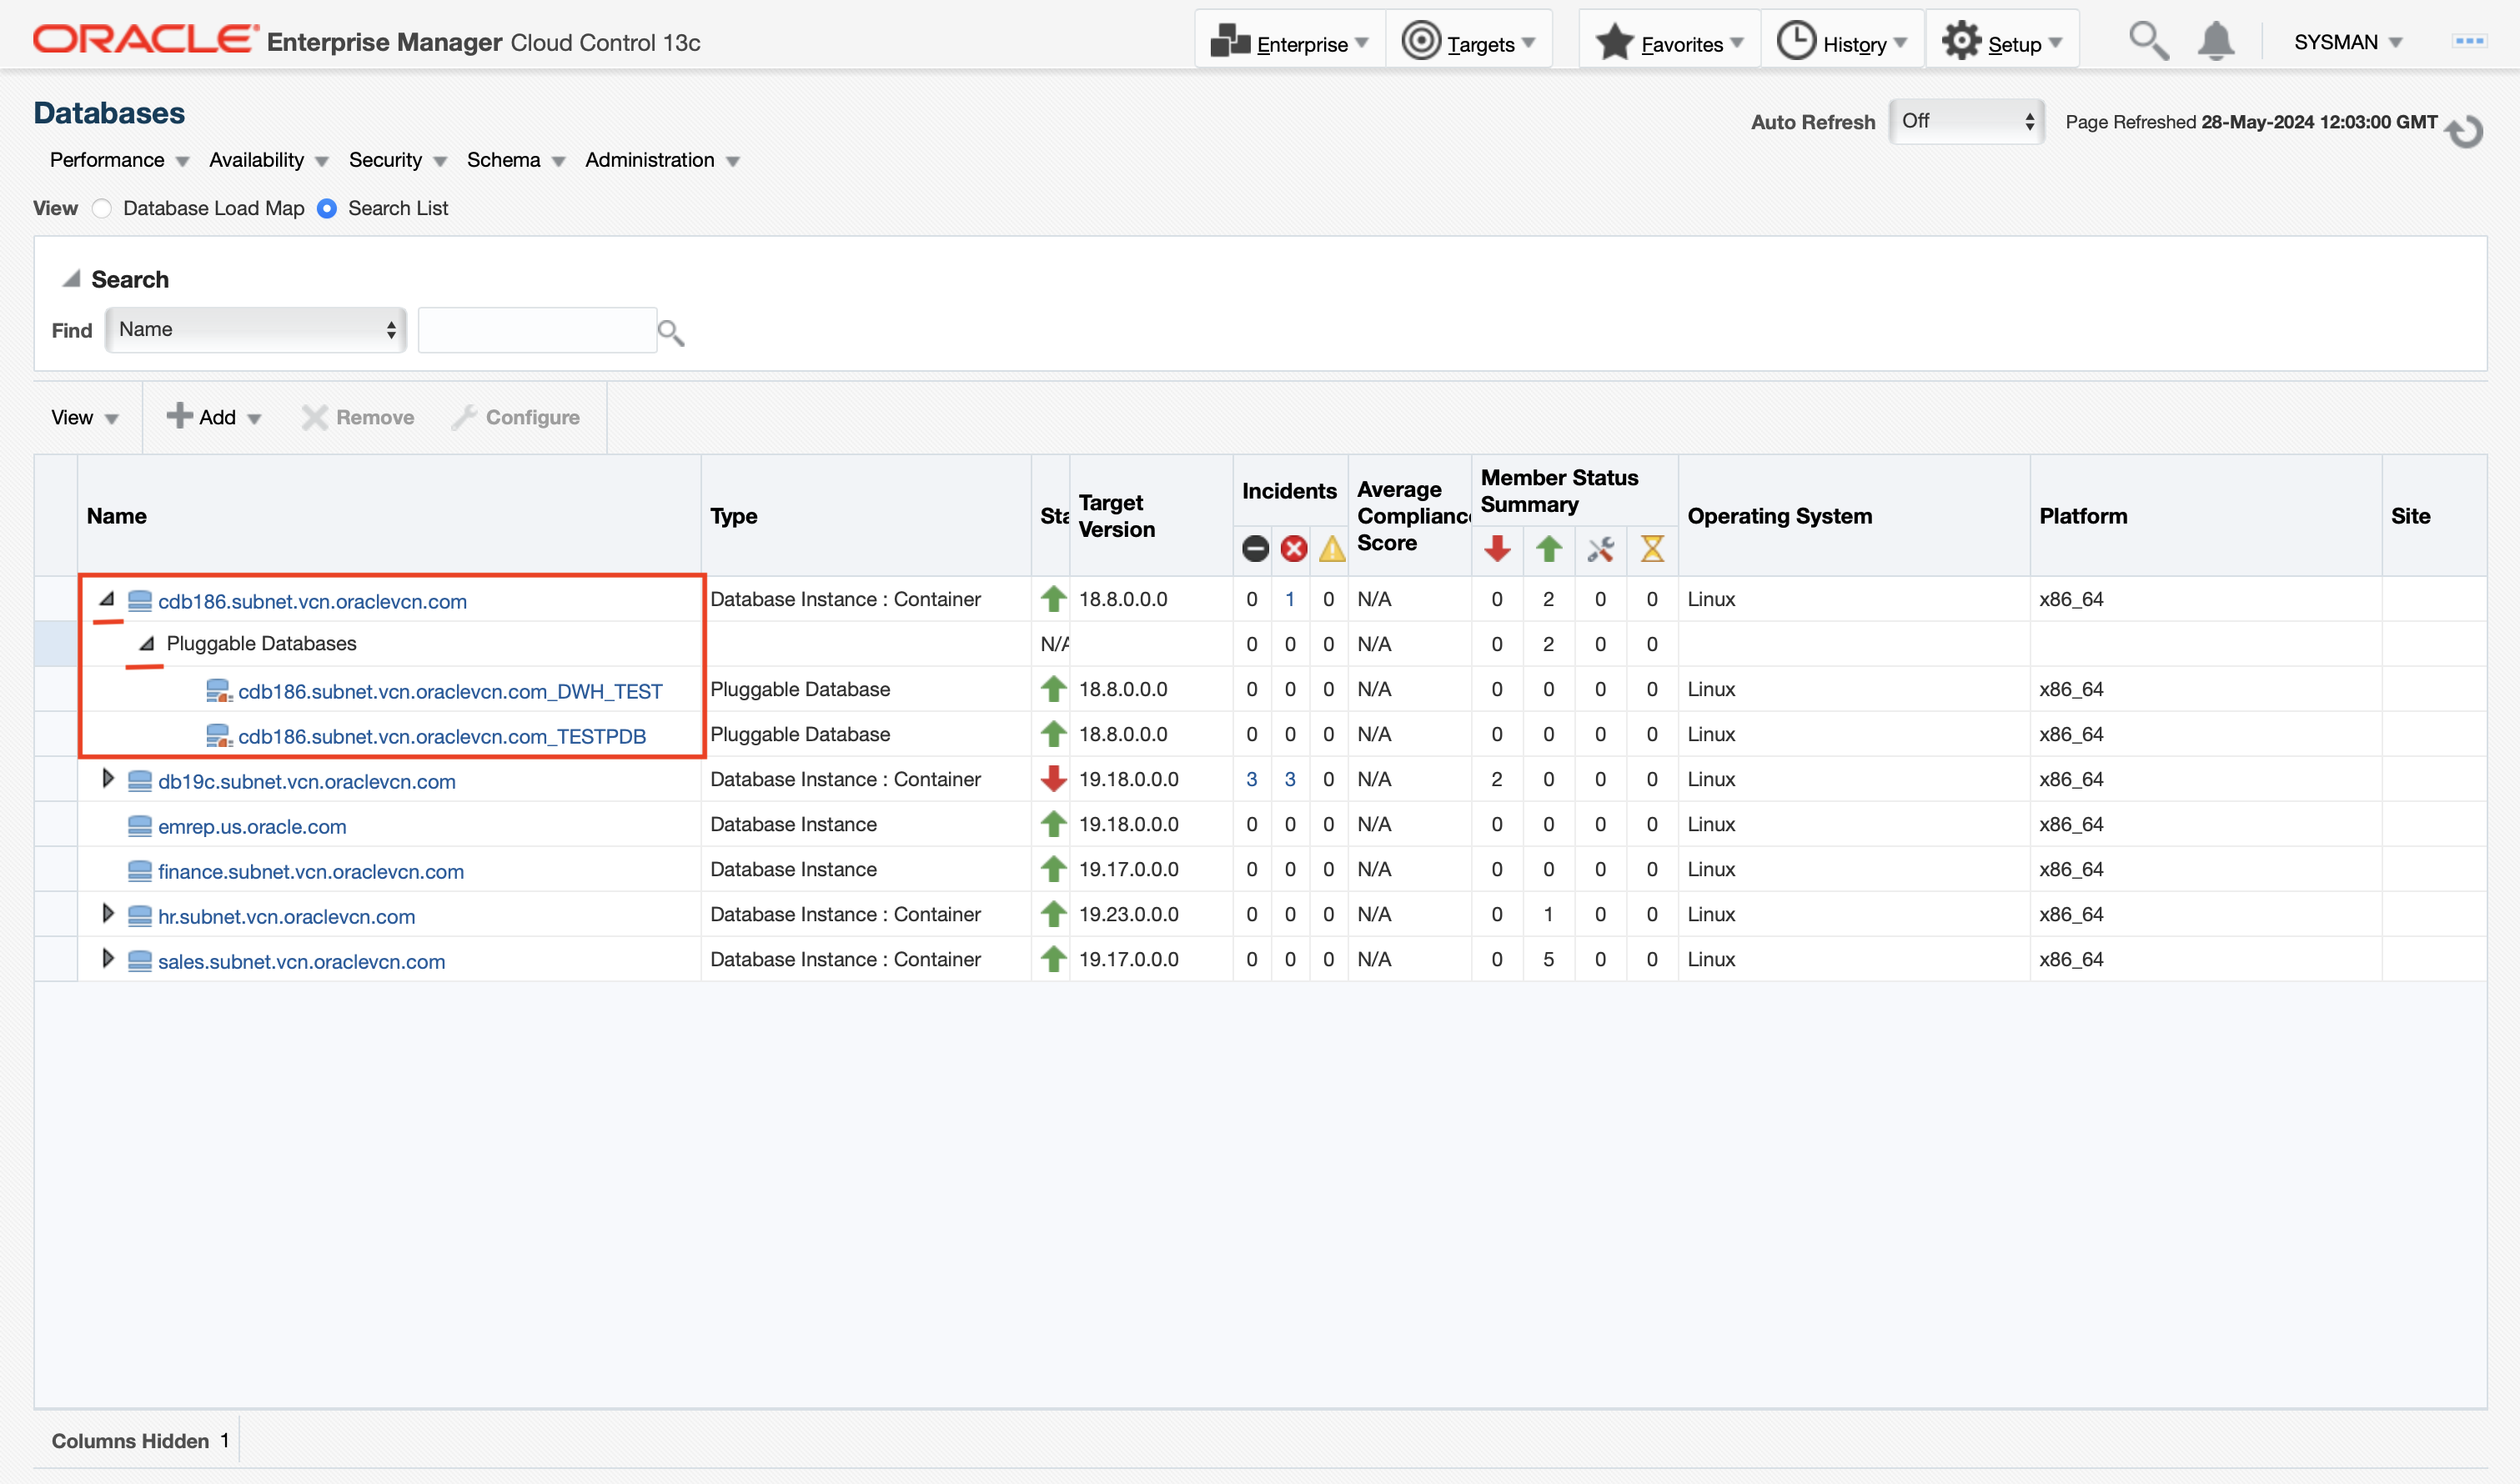 ORACLE Enterprise Manager Cloud Control 13c
Enterprise Targets Favorites History Setup SYSMAN
Databases
Auto Refresh Off Page Refreshed 28-May-2024 12:03:00 GMT
Performance Availability Security Schema Administration
View Database Load Map Search List
Search
Find Name
View Add Remove Configure
Name Type Sta Target Version Incidents Average Compliance Score Member Status Summary Operating System Platform Site
cdb186.subnet.vcn.oraclevcn.com Database Instance : Container 18.8.0.0.0 0 1 0 N/A 0 2 0 0 Linux x86_64
Pluggable Databases N/A 0 0 0 N/A 0 2 0 0
cdb186.subnet.vcn.oraclevcn.com_DWH_TEST Pluggable Database 18.8.0.0.0 0 0 0 N/A 0 0 0 0 Linux x86_64
cdb186.subnet.vcn.oraclevcn.com_TESTPDB Pluggable Database 18.8.0.0.0 0 0 0 N/A 0 0 0 0 Linux x86_64
db19c.subnet.vcn.oraclevcn.com Database Instance : Container 19.18.0.0.0 3 3 0 N/A 2 0 0 0 Linux x86_64
emrep.us.oracle.com Database Instance 19.18.0.0.0 0 0 0 N/A 0 0 0 0 Linux x86_64
finance.subnet.vcn.oraclevcn.com Database Instance 19.17.0.0.0 0 0 0 N/A 0 0 0 0 Linux x86_64
hr.subnet.vcn.oraclevcn.com Database Instance : Container 19.23.0.0.0 0 0 0 N/A 0 1 0 0 Linux x86_64
sales.subnet.vcn.oraclevcn.com Database Instance : Container 19.17.0.0.0 0 0 0 N/A 0 5 0 0 Linux x86_64
Columns Hidden 1